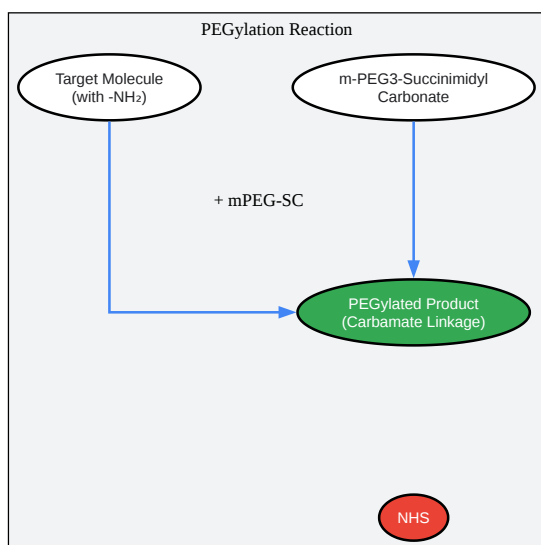 PEGylation Reaction
Target Molecule
(with -NH₂)
m-PEG3-Succinimidyl
Carbonate
+ mPEG-SC
PEGylated Product
(Carbamate Linkage)
NHS